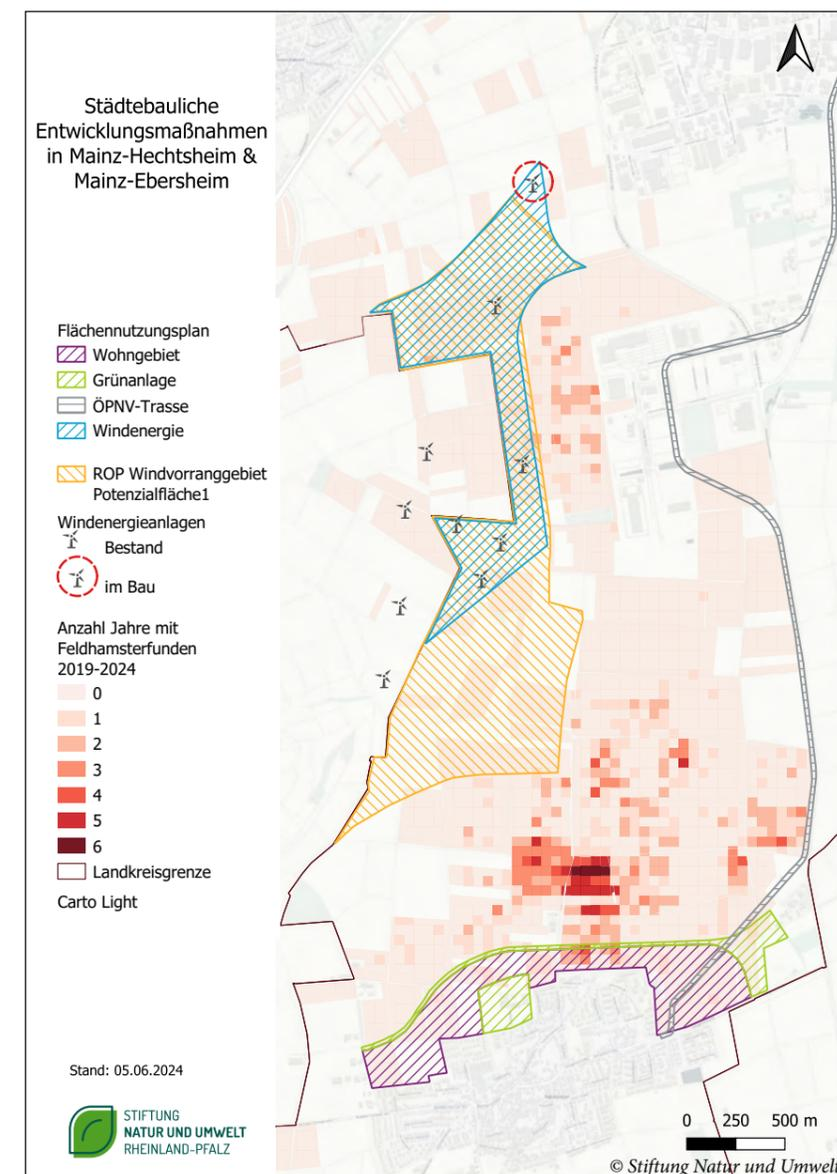 Städtebauliche
Entwicklungsmaßnahmen
in Mainz-Hechtsheim &
Mainz-Ebersheim
Flächennutzungsplan
Wohngebiet
Grünanlage
ÖPNV-Trasse
Windenergie
ROP Windvorranggebiet
Potenzialfläche1
Windenergieanlagen
Bestand
im Bau
Anzahl Jahre mit
Feldhamsterfunden
2019-2024
0
1
2
3
4
5
6
Landkreisgrenze
Carto Light
Stand: 05.06.2024
STIFTUNG
NATUR UND UMWELT
RHEINLAND-PFALZ
0 250 500 m
© Stiftung Natur und Umwelt